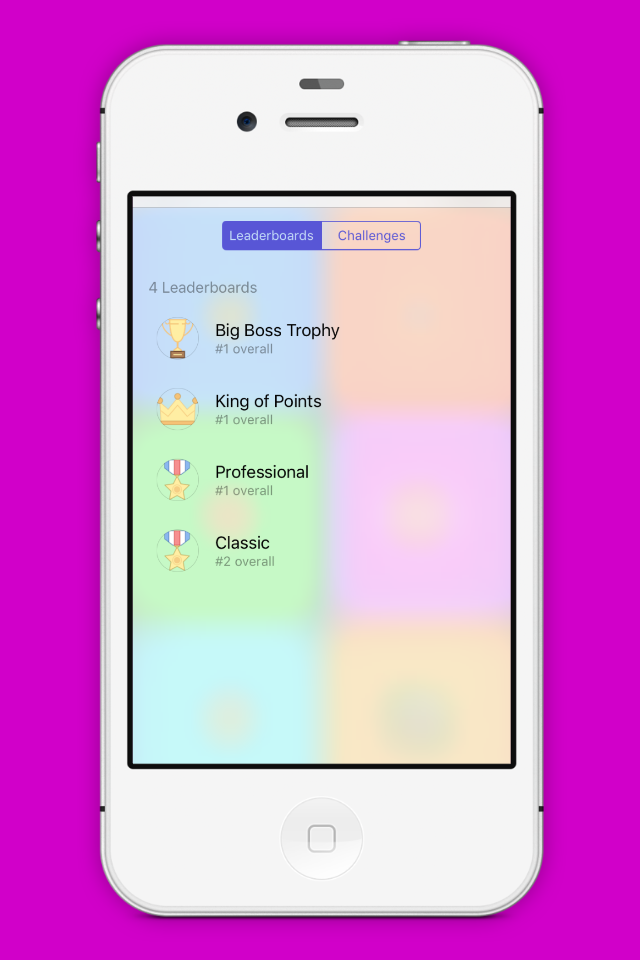 Leaderboards Challenges
4 Leaderboards
Big Boss Trophy
#1 overall
King of Points
#1 overall
Professional
#1 overall
Classic
#2 overall